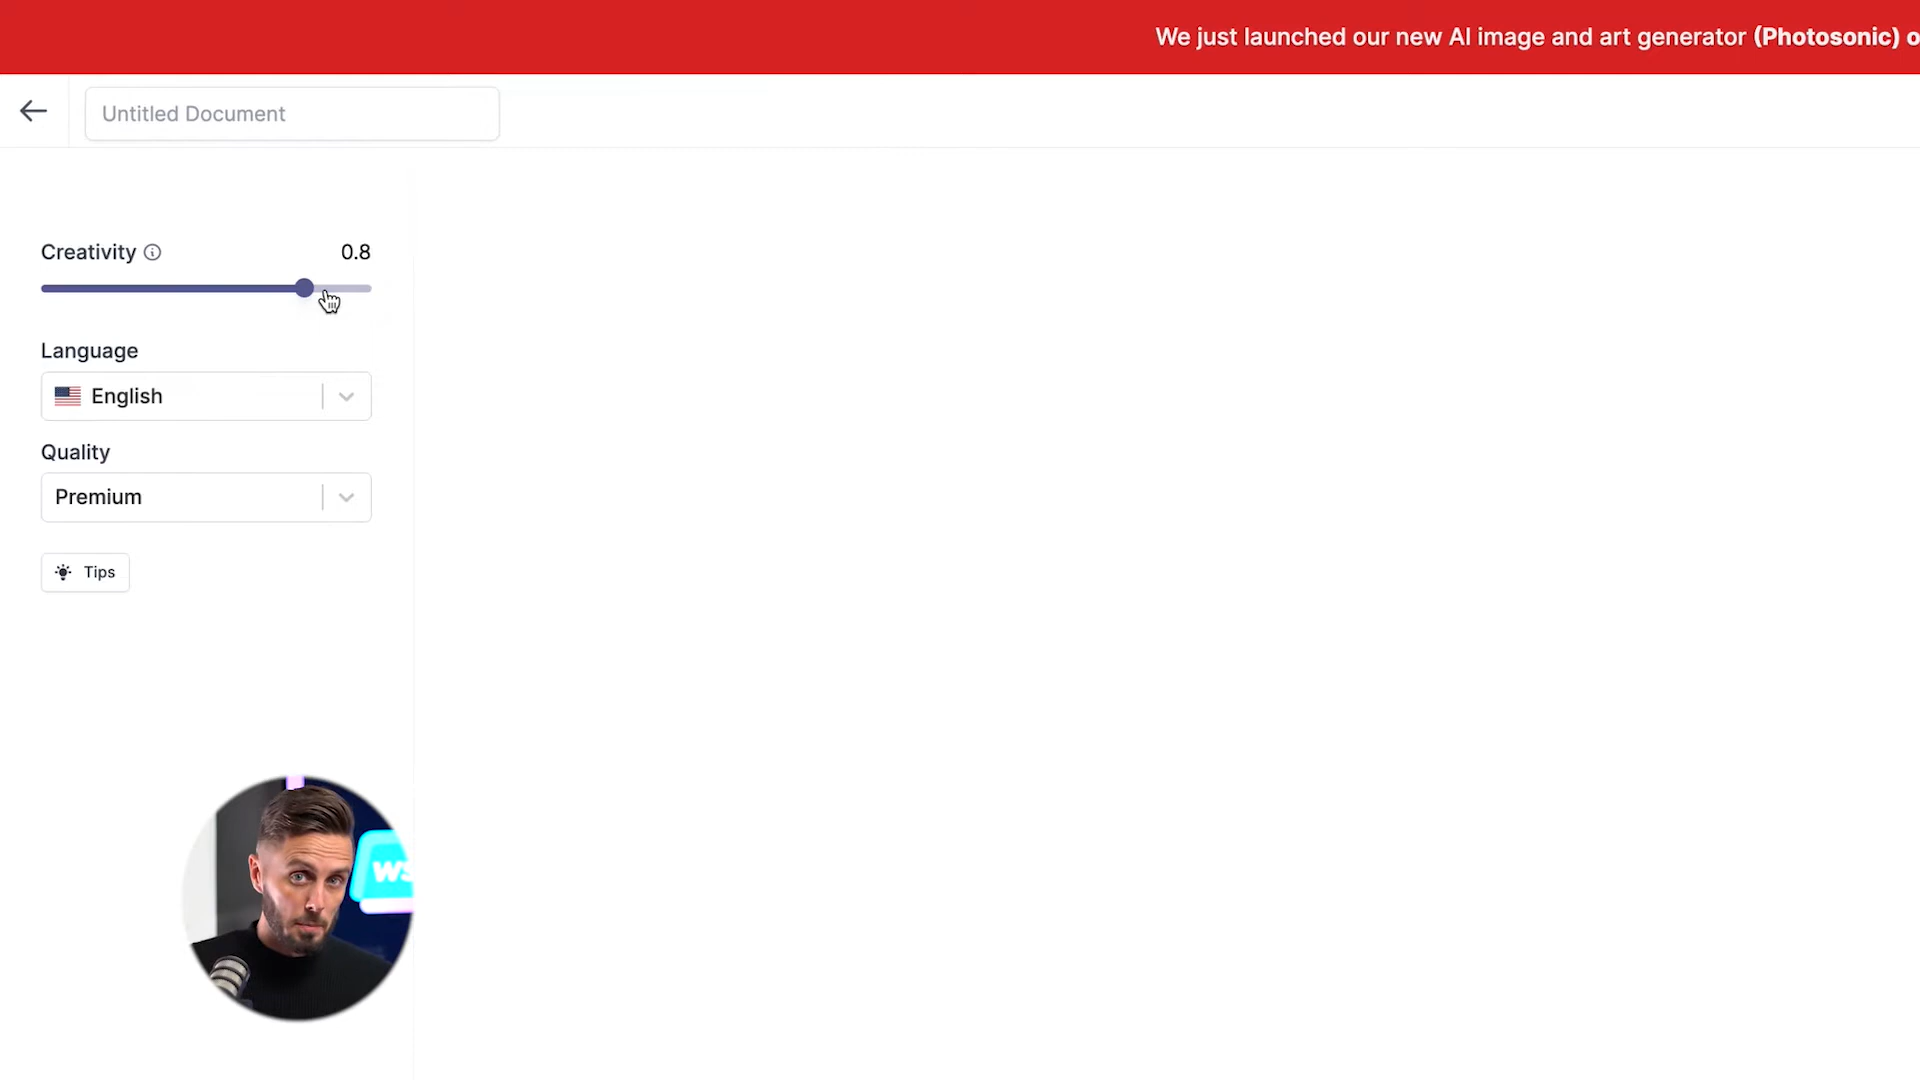 We just launched our new AI image and art generator (Photosonic) o
Untitled Document
Creativity
0.8
Language
English
Quality
Premium
Tips
WS